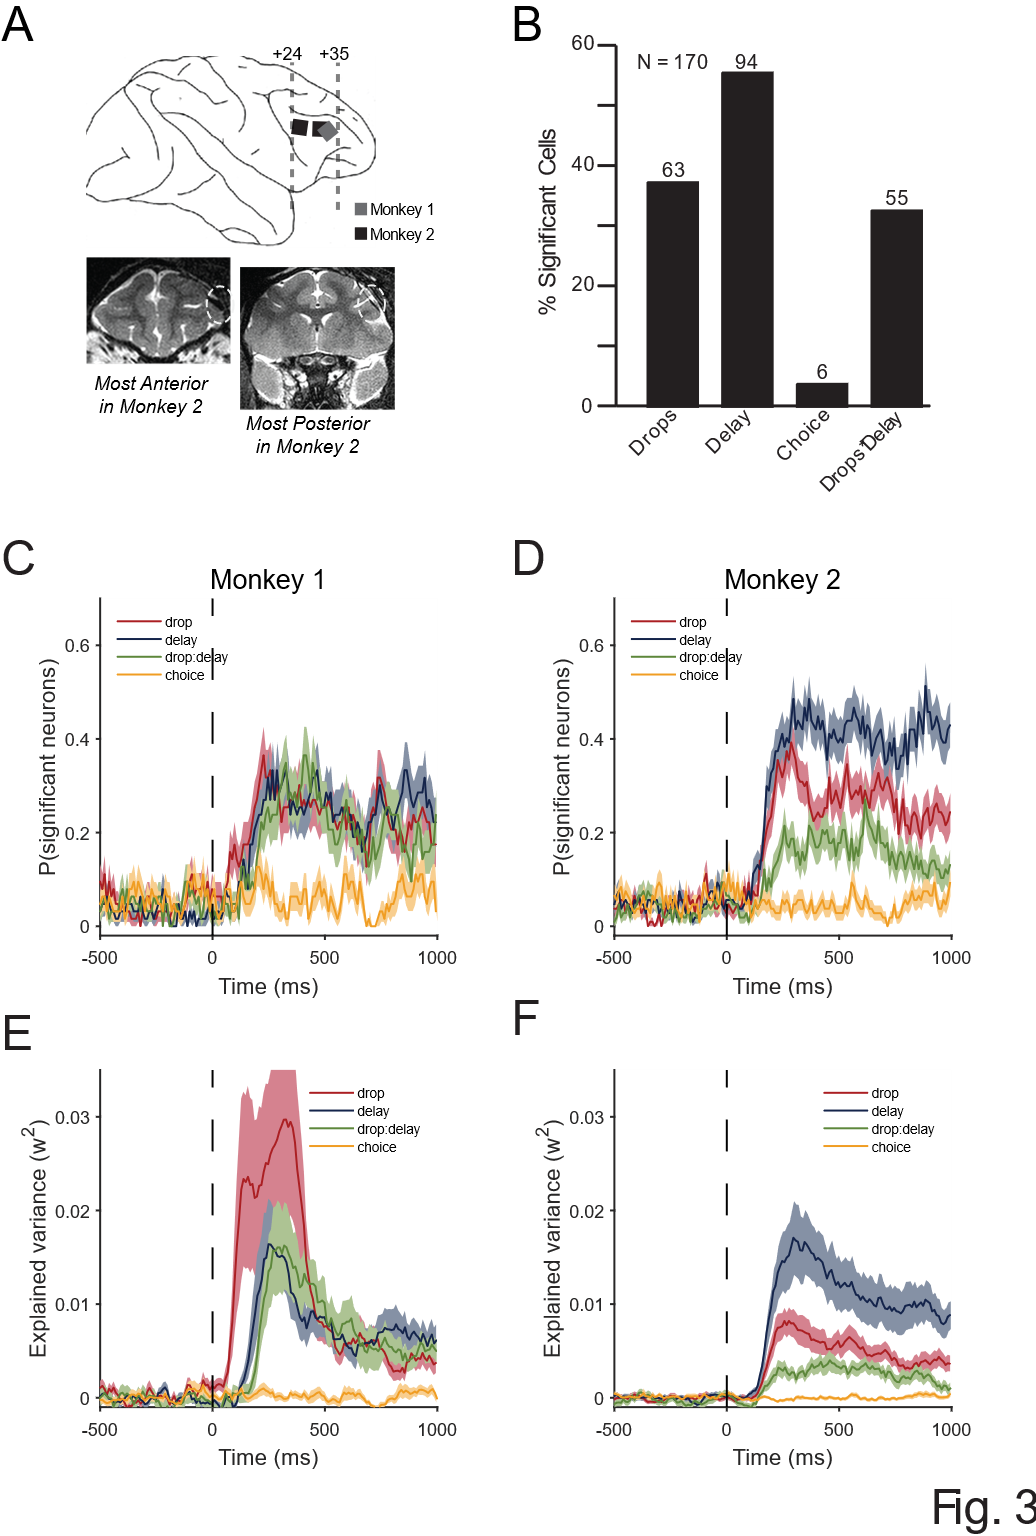 A
+24 +35
Monkey 1
Monkey 2
Most Anterior
in Monkey 2
Most Posterior
in Monkey 2
B
60
40
20
0
% Significant Cells
N = 170
63
94
6
55
Drops
Delay
Choice
Drops*Delay
C
Monkey 1
drop
delay
drop:delay
choice
0.6
0.4
0.2
0
P(significant neurons)
-500 0 500 1000
Time (ms)
D
Monkey 2
drop
delay
drop:delay
choice
0.6
0.4
0.2
0
P(significant neurons)
-500 0 500 1000
Time (ms)
E
drop
delay
drop:delay
choice
0.03
0.02
0.01
0
Explained variance (w²)
-500 0 500 1000
Time (ms)
F
drop
delay
drop:delay
choice
0.03
0.02
0.01
0
Explained variance (w²)
-500 0 500 1000
Time (ms)
Fig. 3